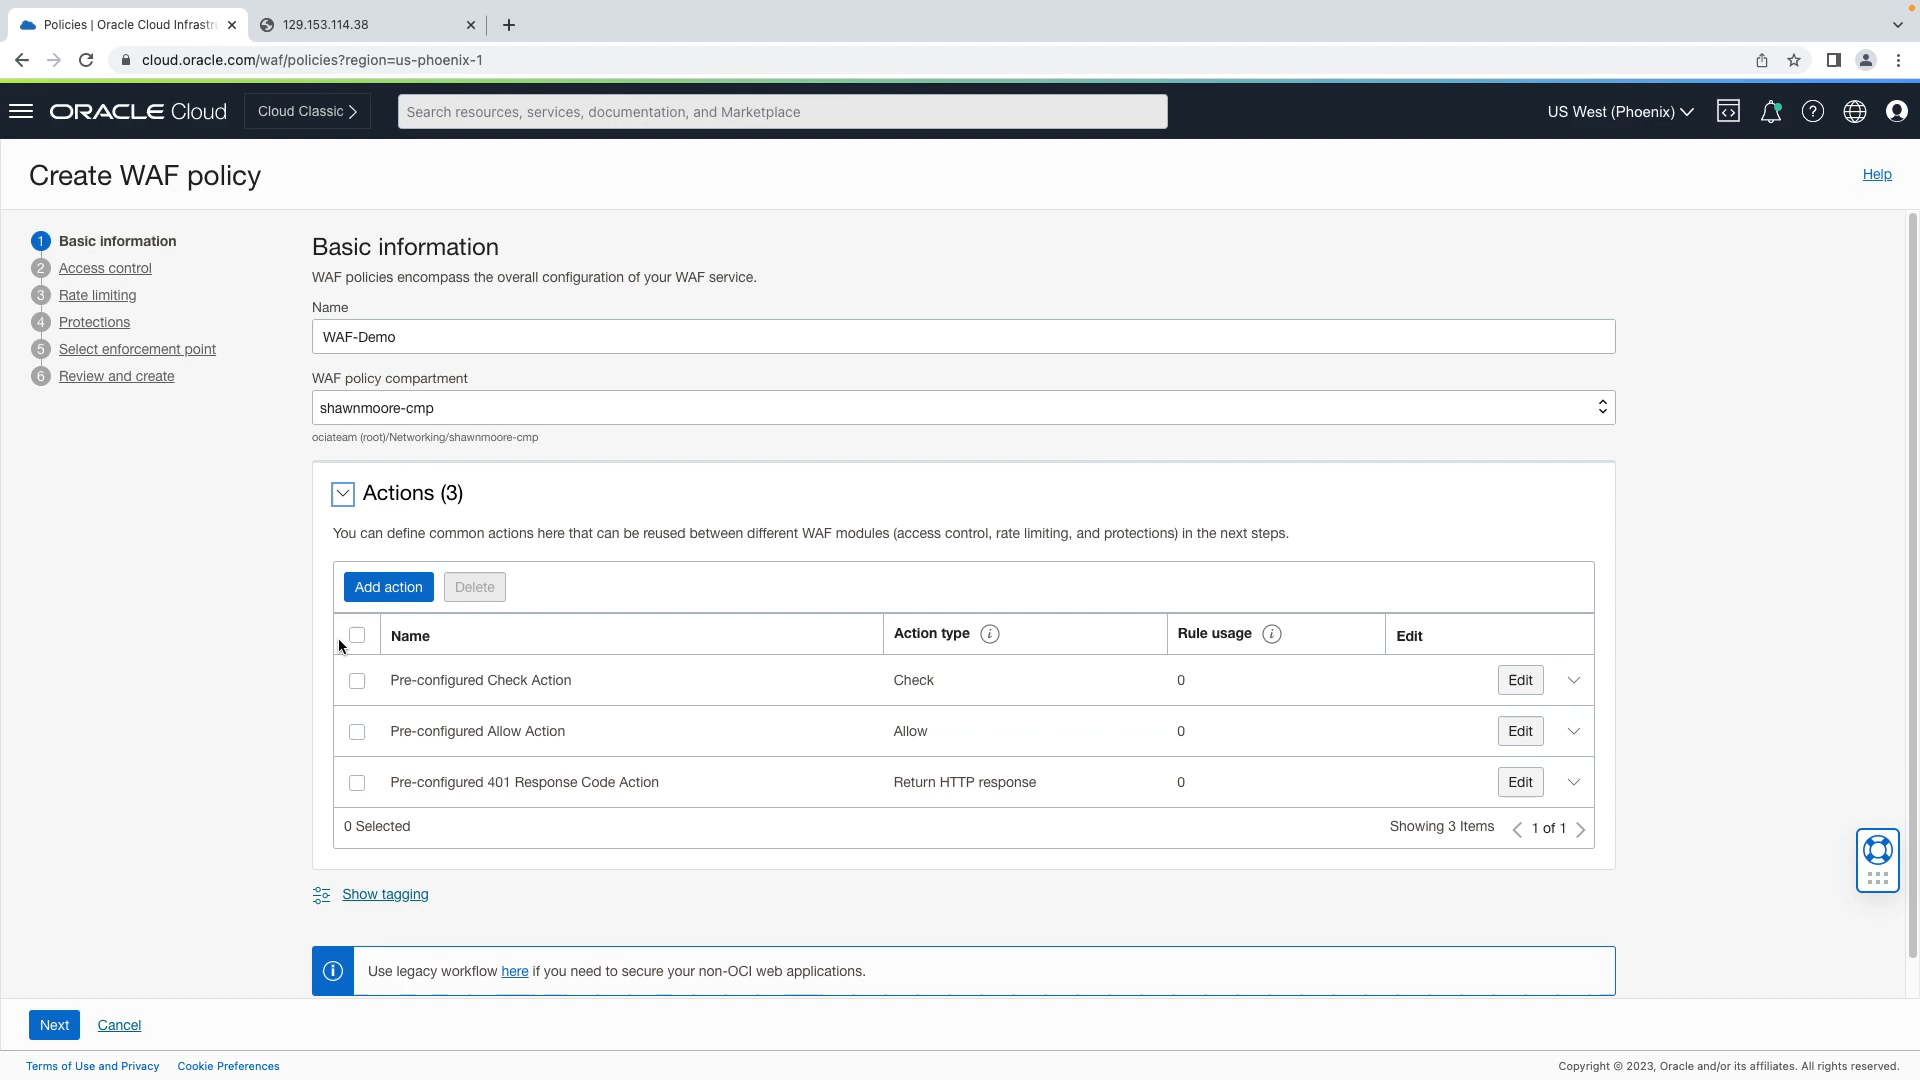 Policies | Oracle Cloud Infrastr
129.153.114.38
cloud.oracle.com/waf/policies?region=us-phoenix-1
ORACLE Cloud
Cloud Classic
Search resources, services, documentation, and Marketplace
US West (Phoenix)
Create WAF policy
Help
1 Basic information
2 Access control
3 Rate limiting
4 Protections
5 Select enforcement point
6 Review and create
Basic information
WAF policies encompass the overall configuration of your WAF service.
Name
WAF-Demo
WAF policy compartment
shawnmoore-cmp
ociateam (root)/Networking/shawnmoore-cmp
Actions (3)
You can define common actions here that can be reused between different WAF modules (access control, rate limiting, and protections) in the next steps.
Add action Delete
Name Action type i Rule usage i Edit
Pre-configured Check Action Check 0 Edit
Pre-configured Allow Action Allow 0 Edit
Pre-configured 401 Response Code Action Return HTTP response 0 Edit
0 Selected Showing 3 Items 1 of 1
Show tagging
Use legacy workflow here if you need to secure your non-OCI web applications.
Next Cancel
Terms of Use and Privacy Cookie Preferences
Copyright © 2023, Oracle and/or its affiliates. All rights reserved.